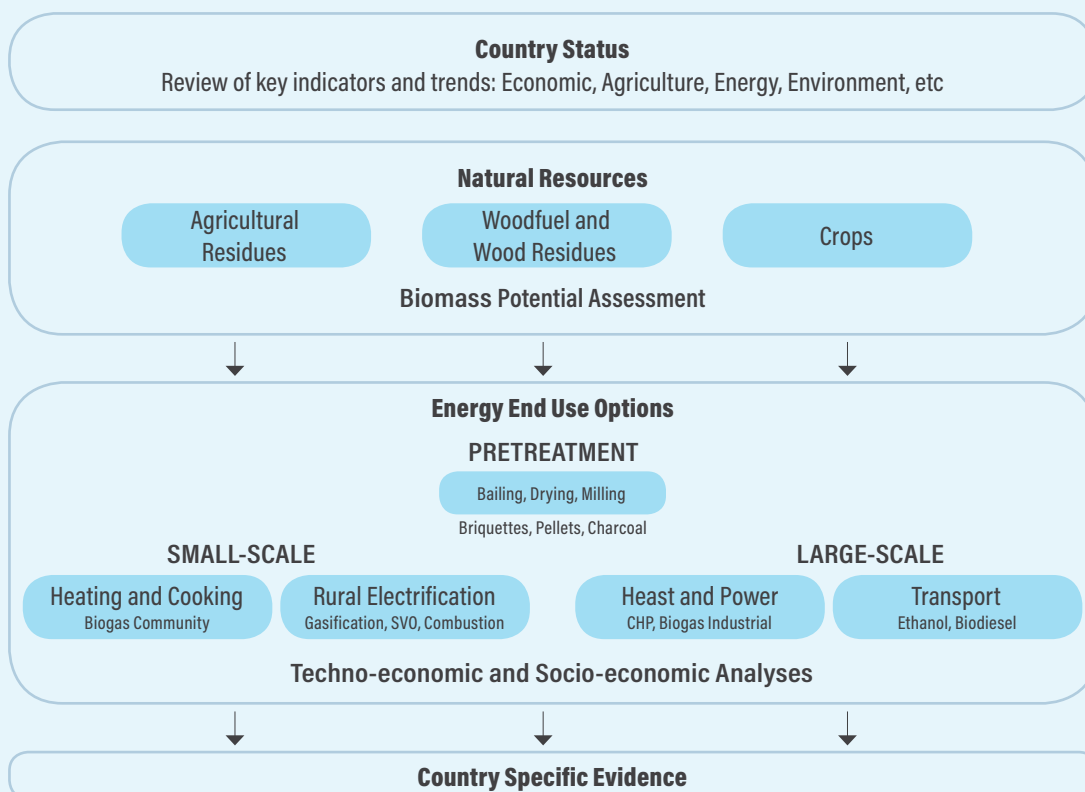 Country Status
Review of key indicators and trends: Economic, Agriculture, Energy, Environment, etc
Natural Resources
Agricultural
Residues
Woodfuel and
Wood Residues
Crops
Biomass Potential Assessment
Energy End Use Options
PRETREATMENT
Bailing, Drying, Milling
Briquettes, Pellets, Charcoal
SMALL-SCALE
LARGE-SCALE
Heating and Cooking
Biogas Community
Rural Electrification
Gasification, SVO, Combustion
Heast and Power
CHP, Biogas Industrial
Transport
Ethanol, Biodiesel
Techno-economic and Socio-economic Analyses
Country Specific Evidence